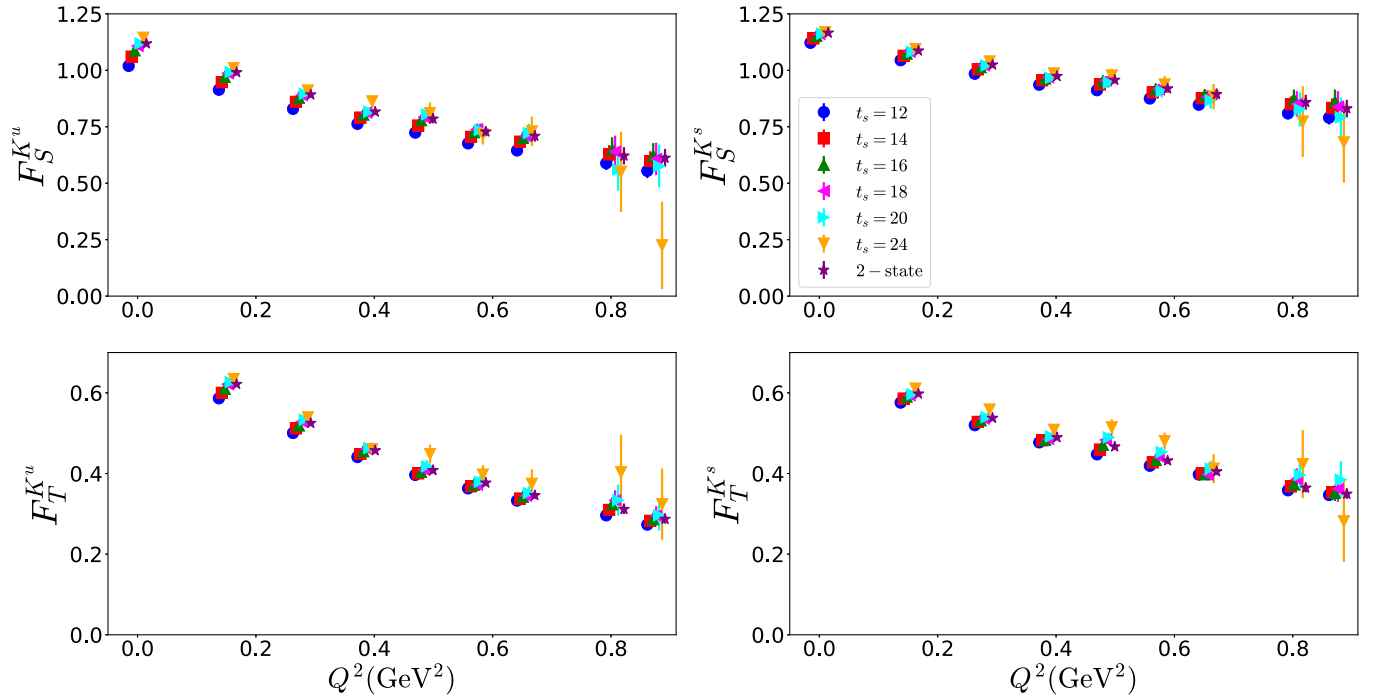 1.25
1.00
0.75
0.50
0.25
0.00
F_S^{K^u}
0.0 0.2 0.4 0.6 0.8
1.25
1.00
0.75
0.50
0.25
0.00
F_S^{K^s}
0.0 0.2 0.4 0.6 0.8
t_s = 12
t_s = 14
t_s = 16
t_s = 18
t_s = 20
t_s = 24
2 − state
0.6
0.4
0.2
0.0
F_T^{K^u}
0.0 0.2 0.4 0.6 0.8
Q^2(GeV^2)
0.6
0.4
0.2
0.0
F_T^{K^s}
0.0 0.2 0.4 0.6 0.8
Q^2(GeV^2)